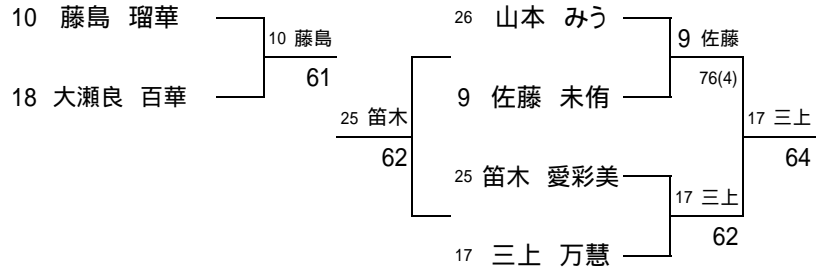 10 藤島 瑠華
10 藤島
61
18 大瀬良 百華
25 笛木
62
26 山本 みう
9 佐藤
76(4)
9 佐藤 未侑
17 三上
64
25 笛木 愛彩美
17 三上
62
17 三上 万慧